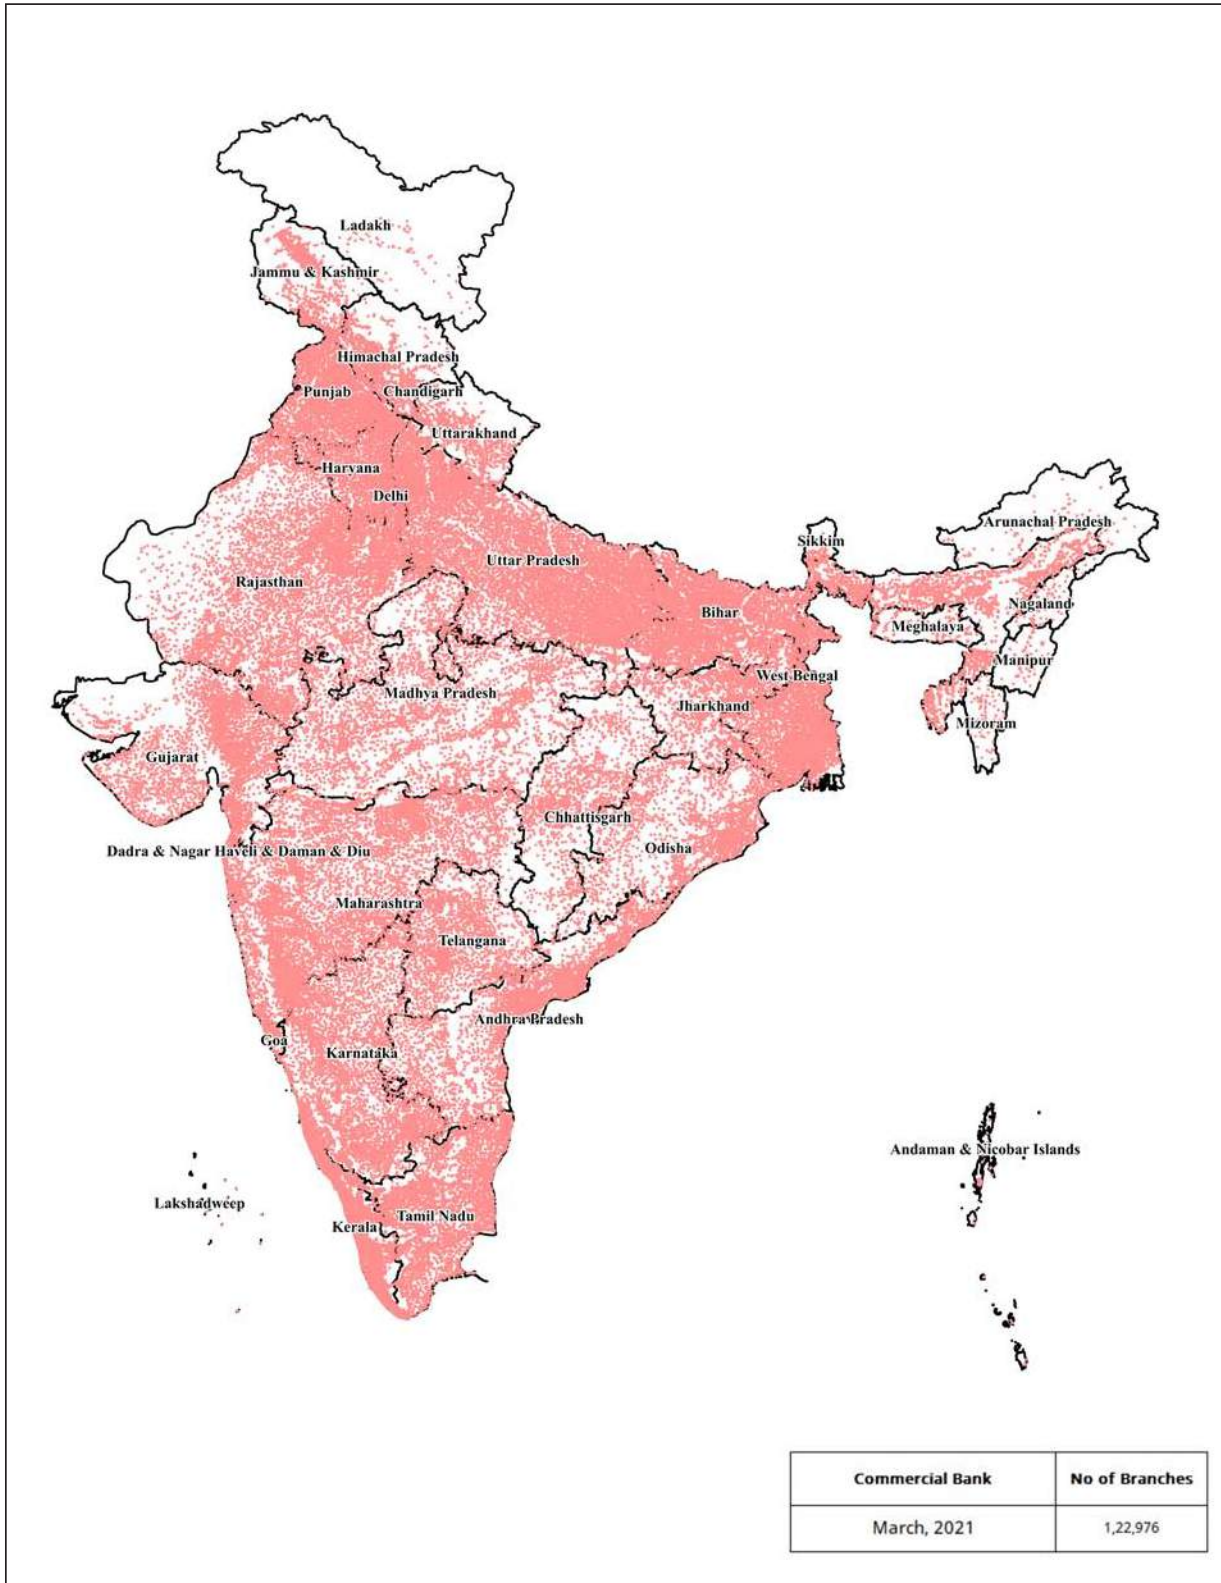 Ladakh
Jammu & Kashmir
Himachal Pradesh
Punjab
Chandigarh
Uttarakhand
Haryana
Delhi
Arunachal Pradesh
Sikkim
Uttar Pradesh
Rajasthan
Nagaland
Bihar
Meghalaya
Manipur
West Bengal
Madhya Pradesh
Jharkhand
Mizoram
Gujarat
Chhattisgarh
Odisha
Dadra & Nagar Haveli & Daman & Diu
Maharashtra
Telangana
Andhra Pradesh
Goa
Karnataka
Andaman & Nicobar Islands
Lakshadweep
Tamil Nadu
Kerala
Commercial Bank No of Branches
March, 2021 1,22,976